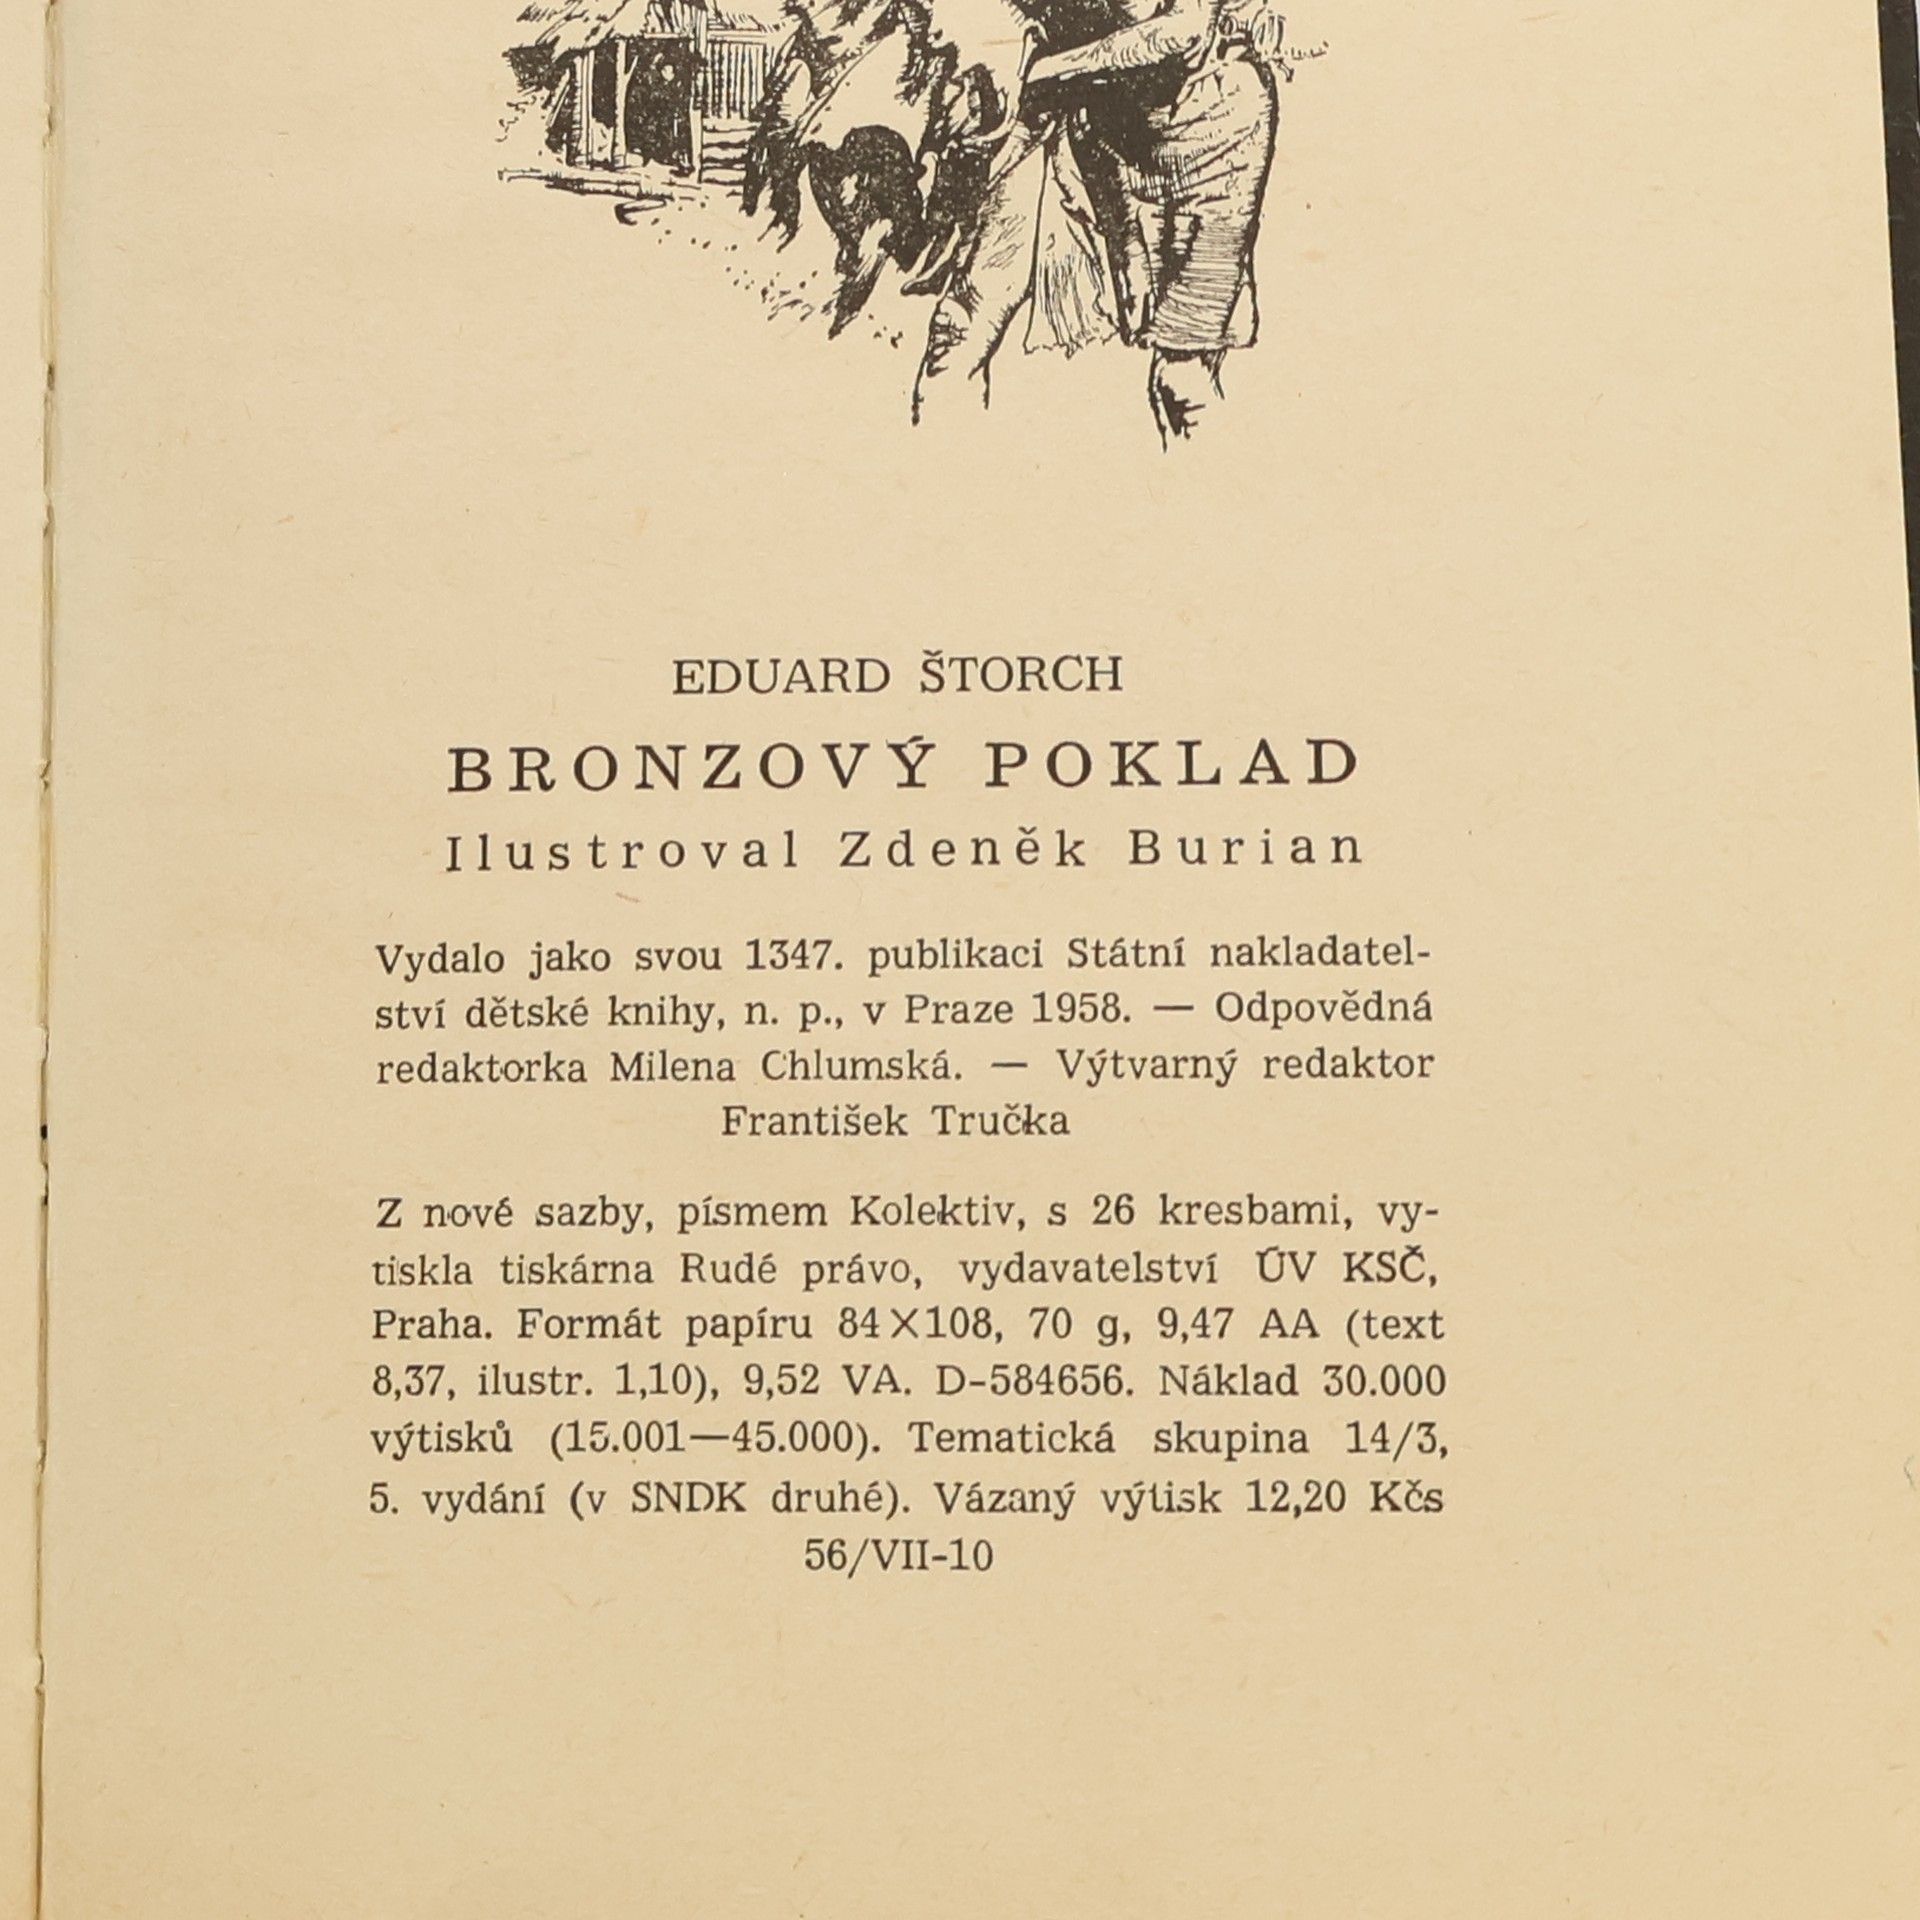 EDUARD ŠTORCH
BRONZOVÝ POKLAD
Ilustroval Zdeněk Burian
Vydalo jako svou 1347. publikaci Státní nakladatel-
ství dětské knihy, n. p., v Praze 1958. — Odpovědná
redaktorka Milena Chlumská. — Výtvarný redaktor
František Tručka
Z nové sazby, písmem Kolektiv, s 26 kresbami, vy-
tiskla tiskárna Rudé právo, vydavatelství ÚV KSČ,
Praha. Formát papíru 84×108, 70 g, 9,47 AA (text
8,37, ilustr. 1,10), 9,52 VA. D-584656. Náklad 30.000
výtisků (15.001—45.000). Tematická skupina 14/3,
5. vydání (v SNDK druhé). Vázaný výtisk 12,20 Kčs
56/VII-10